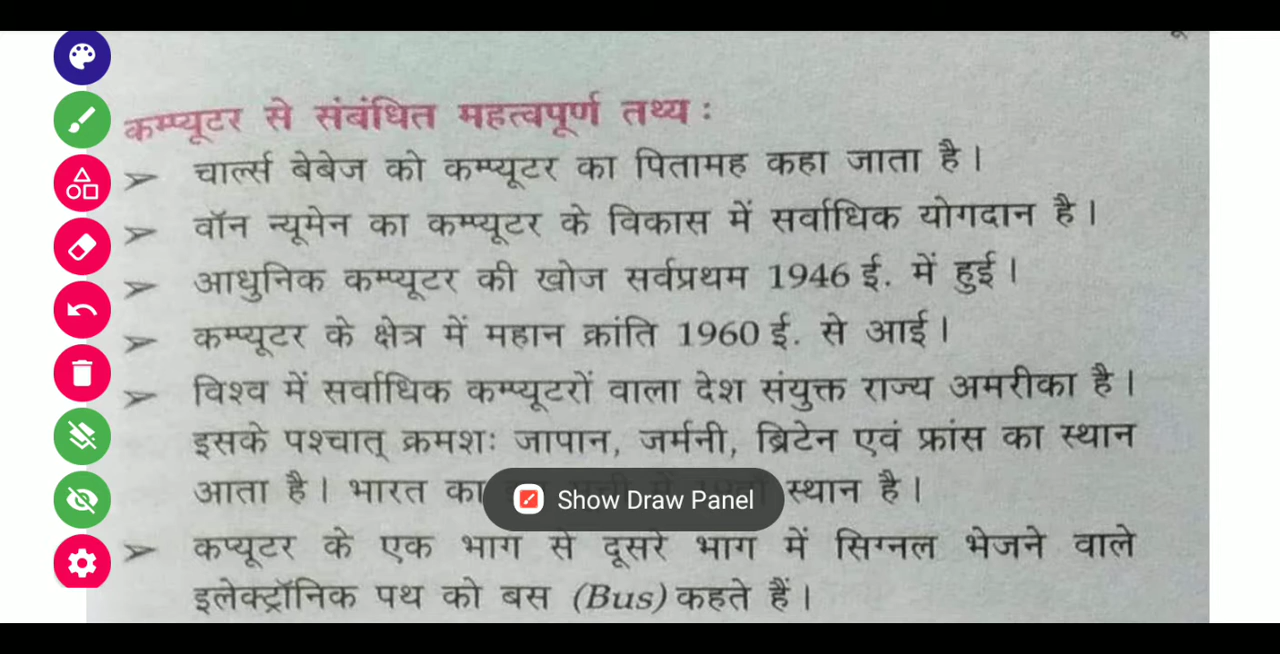 कम्प्यूटर से संबंधित महत्वपूर्ण तथ्य :
➢ चार्ल्स बेबेज को कम्प्यूटर का पितामह कहा जाता है।
➢ वॉन न्यूमेन का कम्प्यूटर के विकास में सर्वाधिक योगदान है।
➢ आधुनिक कम्प्यूटर की खोज सर्वप्रथम 1946 ई. में हुई।
➢ कम्प्यूटर के क्षेत्र में महान क्रांति 1960 ई. से आई।
➢ विश्व में सर्वाधिक कम्प्यूटरों वाला देश संयुक्त राज्य अमरीका है।
इसके पश्चात् क्रमशः जापान, जर्मनी, ब्रिटेन एवं फ्रांस का स्थान
आता है। भारत का स्थान है।
Show Draw Panel
➢ कप्यूटर के एक भाग से दूसरे भाग में सिग्नल भेजने वाले
इलेक्ट्रॉनिक पथ को बस (Bus) कहते हैं।